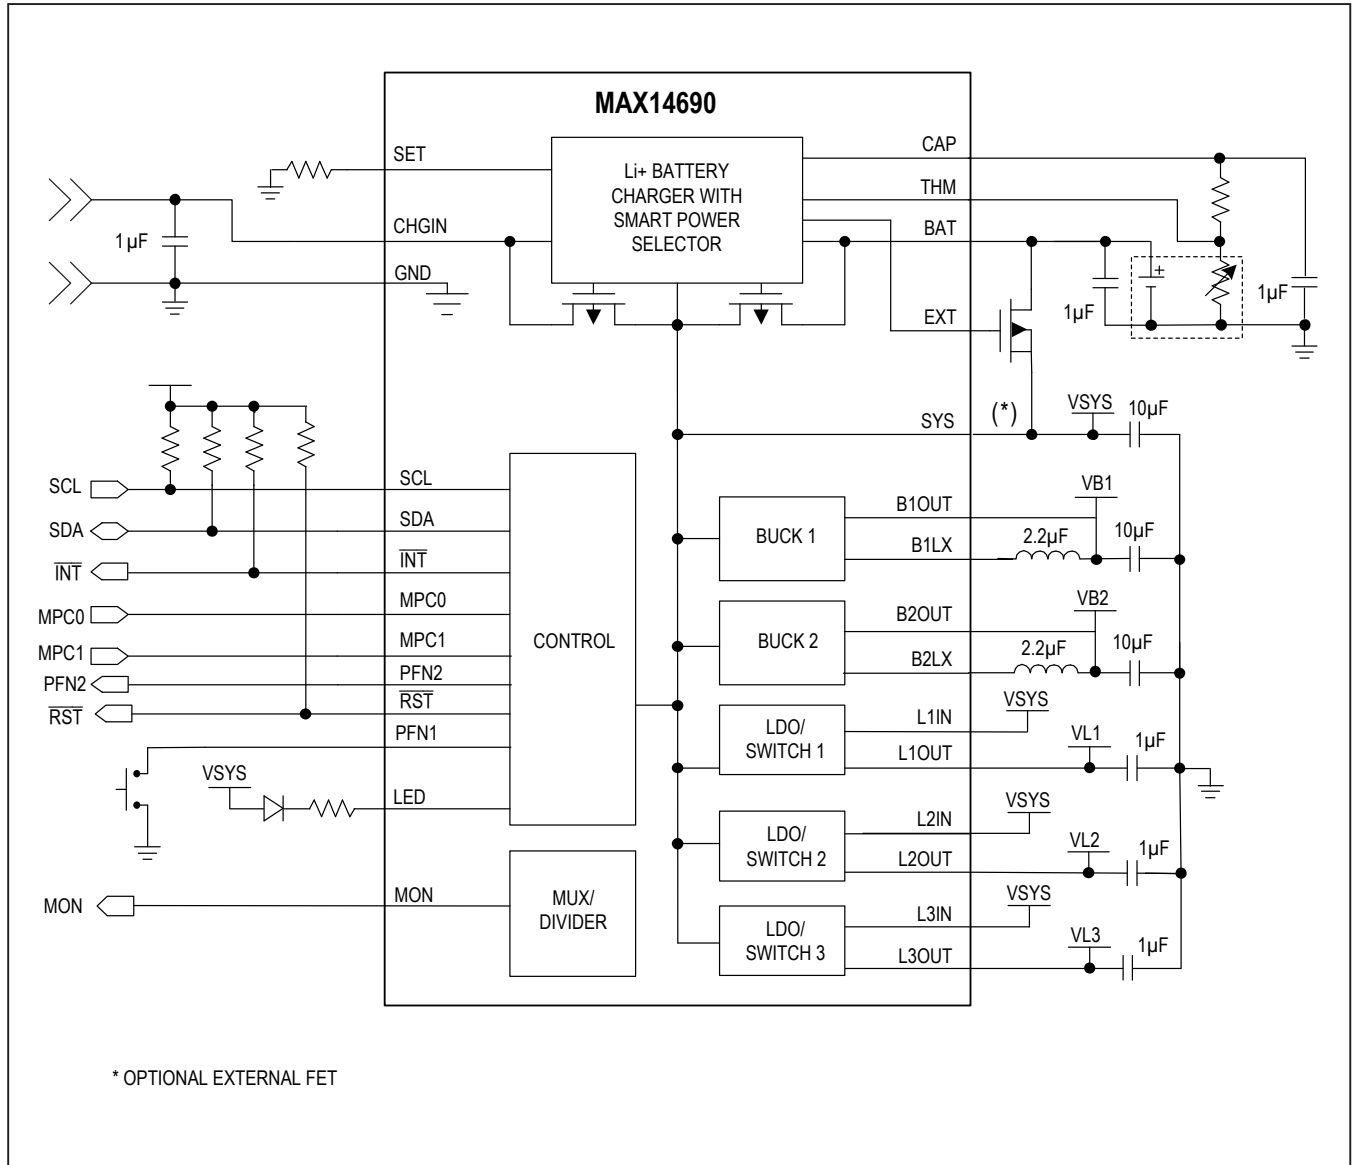 MAX14690
SET
CHGIN
GND
1µF
Li+ BATTERY
CHARGER WITH
SMART POWER
SELECTOR
CAP
THM
BAT
EXT
1µF
+
1µF
SYS
(*)
VSYS
10µF
SCL
SCL
SDA
SDA
INT
INT
MPC0
MPC0
MPC1
MPC1
PFN2
PFN2
RST
RST
PFN1
VSYS
LED
CONTROL
MON
MON
MUX/
DIVIDER
BUCK 1
B1OUT
B1LX
VB1
2.2µF
10µF
BUCK 2
B2OUT
B2LX
VB2
2.2µF
10µF
LDO/
SWITCH 1
L1IN
L1OUT
VSYS
VL1
1µF
LDO/
SWITCH 2
L2IN
L2OUT
VSYS
VL2
1µF
LDO/
SWITCH 3
L3IN
L3OUT
VSYS
VL3
1µF
* OPTIONAL EXTERNAL FET